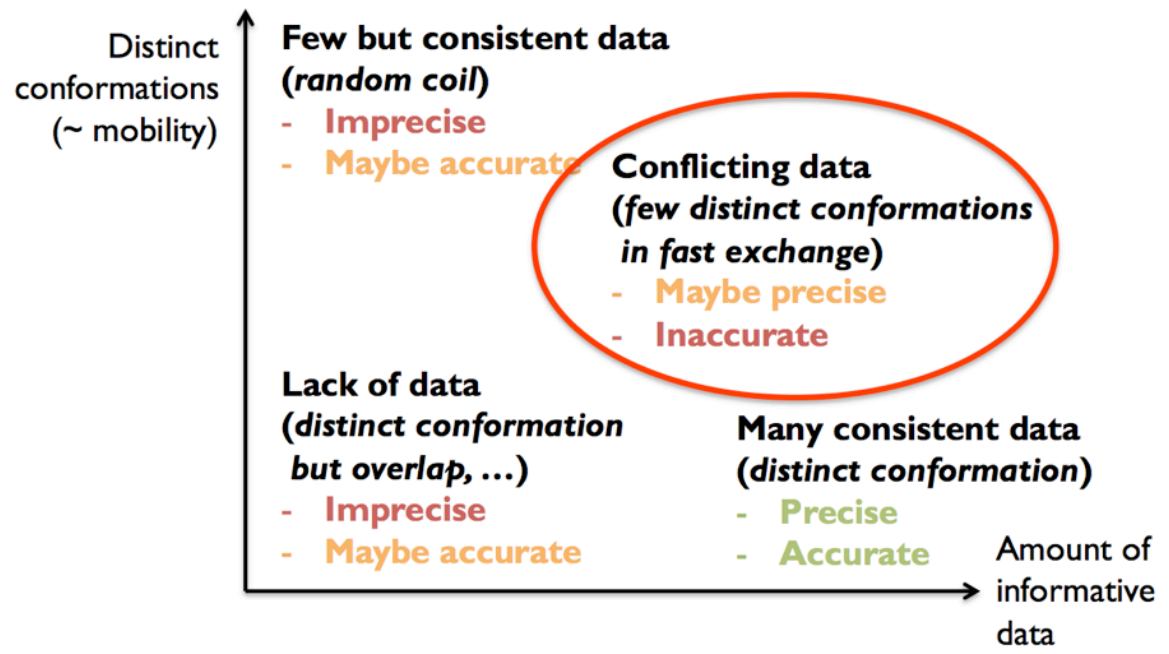 Distinct
conformations
(~ mobility)
Few but consistent data
(random coil)
- Imprecise
- Maybe accurate
Conflicting data
(few distinct conformations
in fast exchange)
- Maybe precise
- Inaccurate
Lack of data
(distinct conformation
but overlap, ...)
- Imprecise
- Maybe accurate
Many consistent data
(distinct conformation)
- Precise
- Accurate
Amount of
informative
data